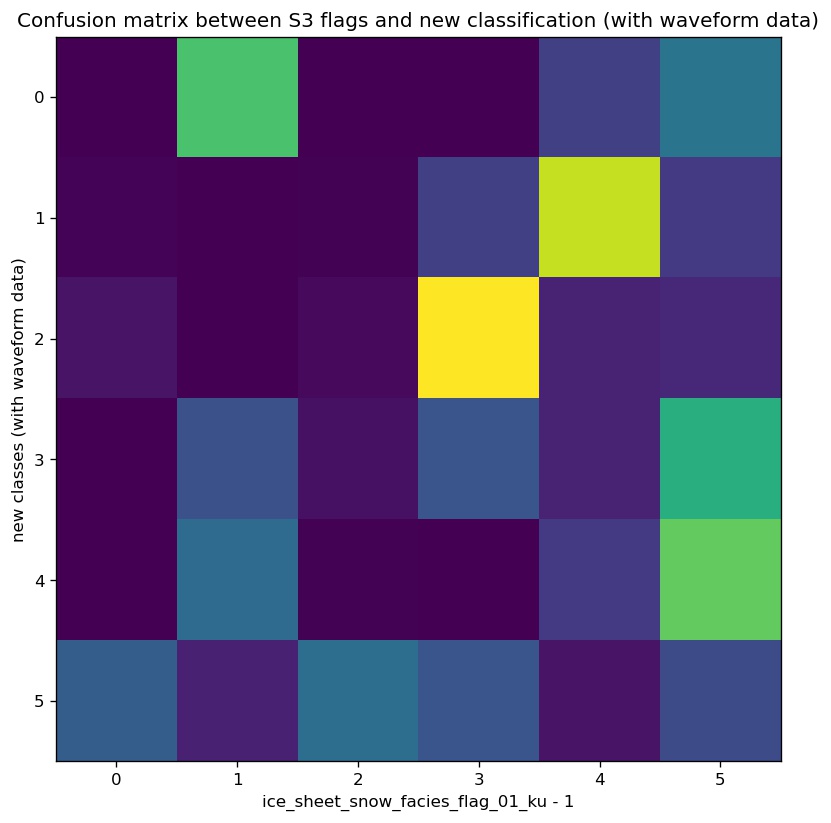 Confusion matrix between S3 flags and new classification (with waveform data)
0
1
2
3
4
5
new classes (with waveform data)
0 1 2 3 4 5
ice_sheet_snow_facies_flag_01_ku - 1